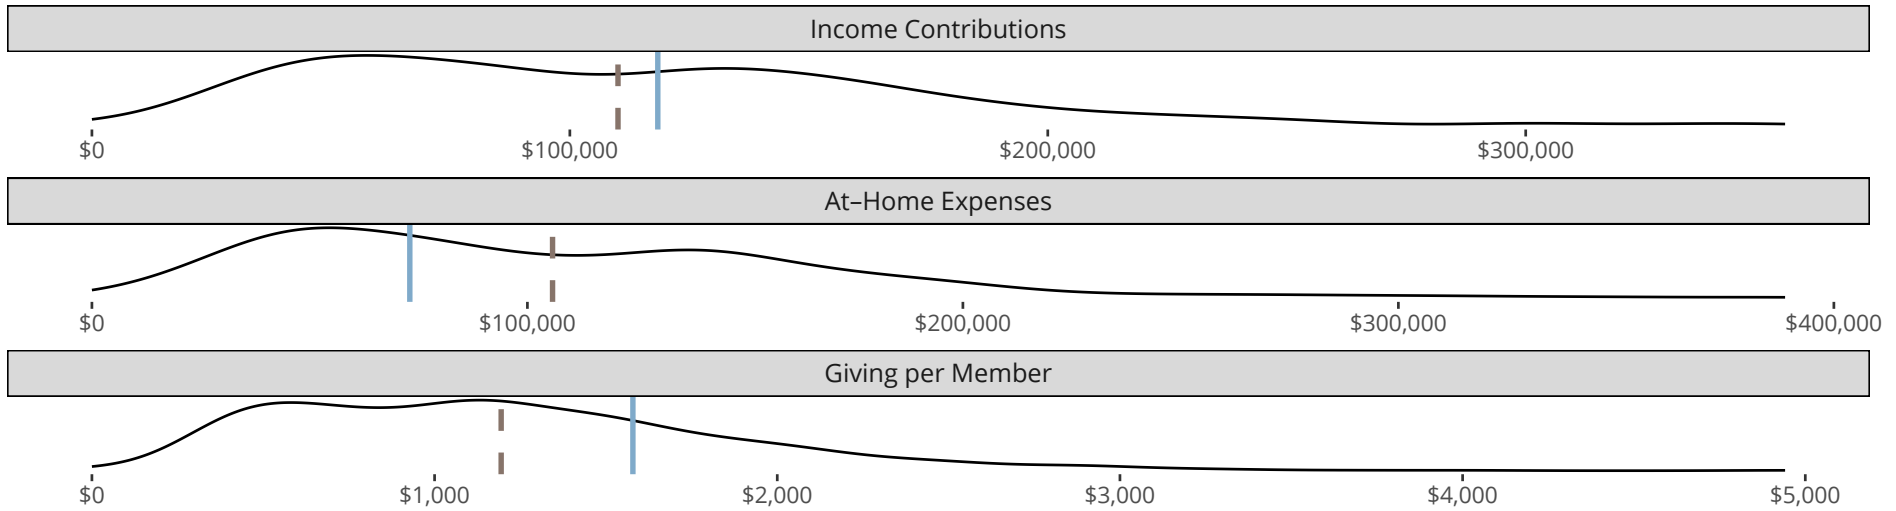 Income Contributions
$0 $100,000 $200,000 $300,000
At–Home Expenses
$0 $100,000 $200,000 $300,000 $400,000
Giving per Member
$0 $1,000 $2,000 $3,000 $4,000 $5,000